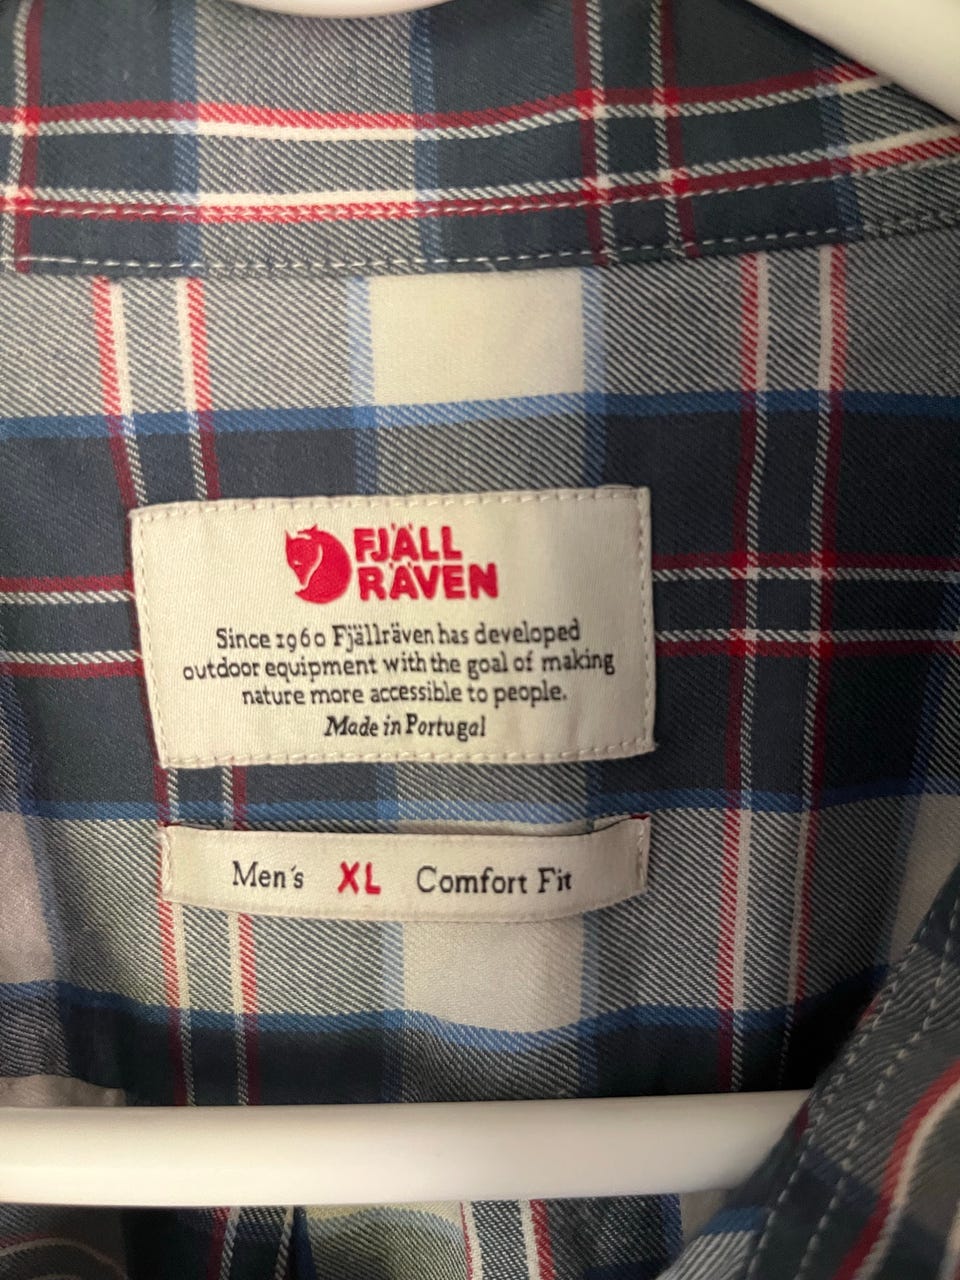 FJÄLL
RÄVEN
Since 1960 Fjällräven has developed
outdoor equipment with the goal of making
nature more accessible to people.
Made in Portugal
Men´s XL Comfort Fit